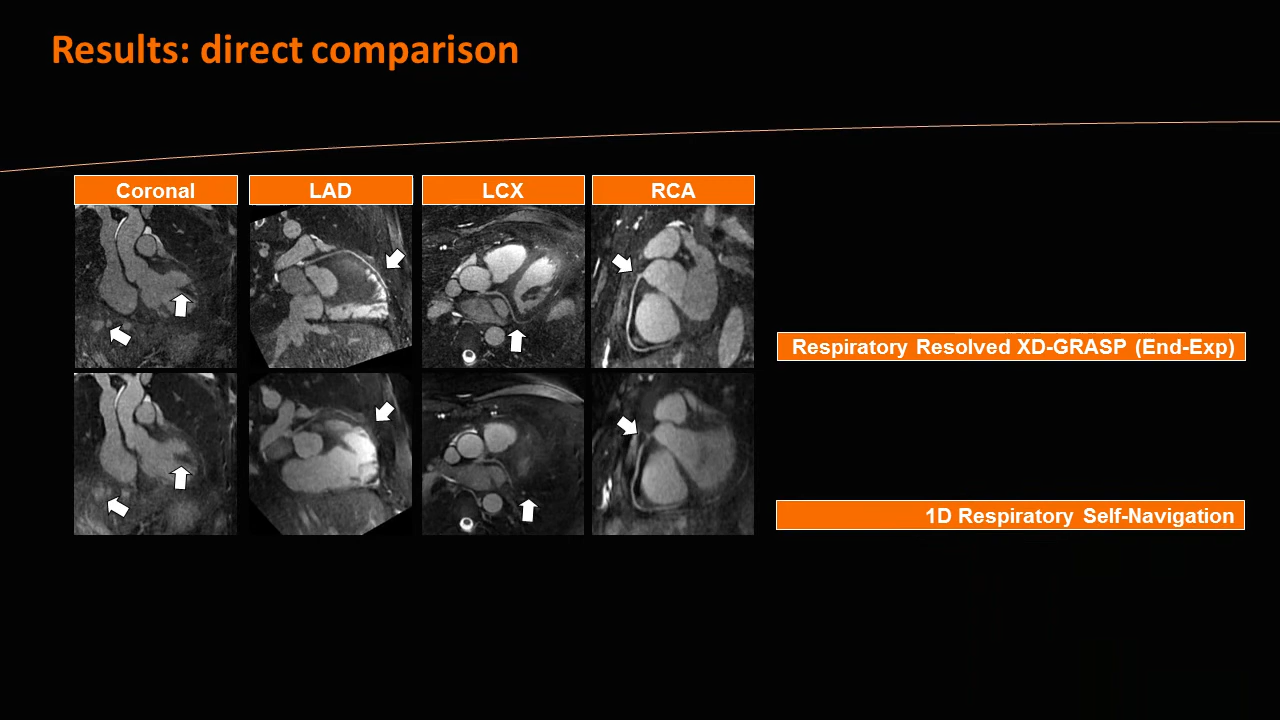 Results: direct comparison
Coronal
LAD
LCX
RCA
Respiratory Resolved XD-GRASP (End-Exp)
1D Respiratory Self-Navigation